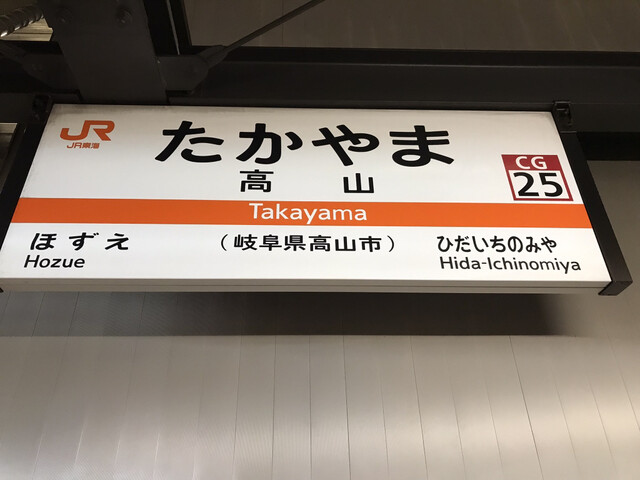 JR
JR東海
たかやま
高山
CG
25
Takayama
ほずえ
Hozue
（岐阜県高山市）
ひだいちのみや
Hida-Ichinomiya